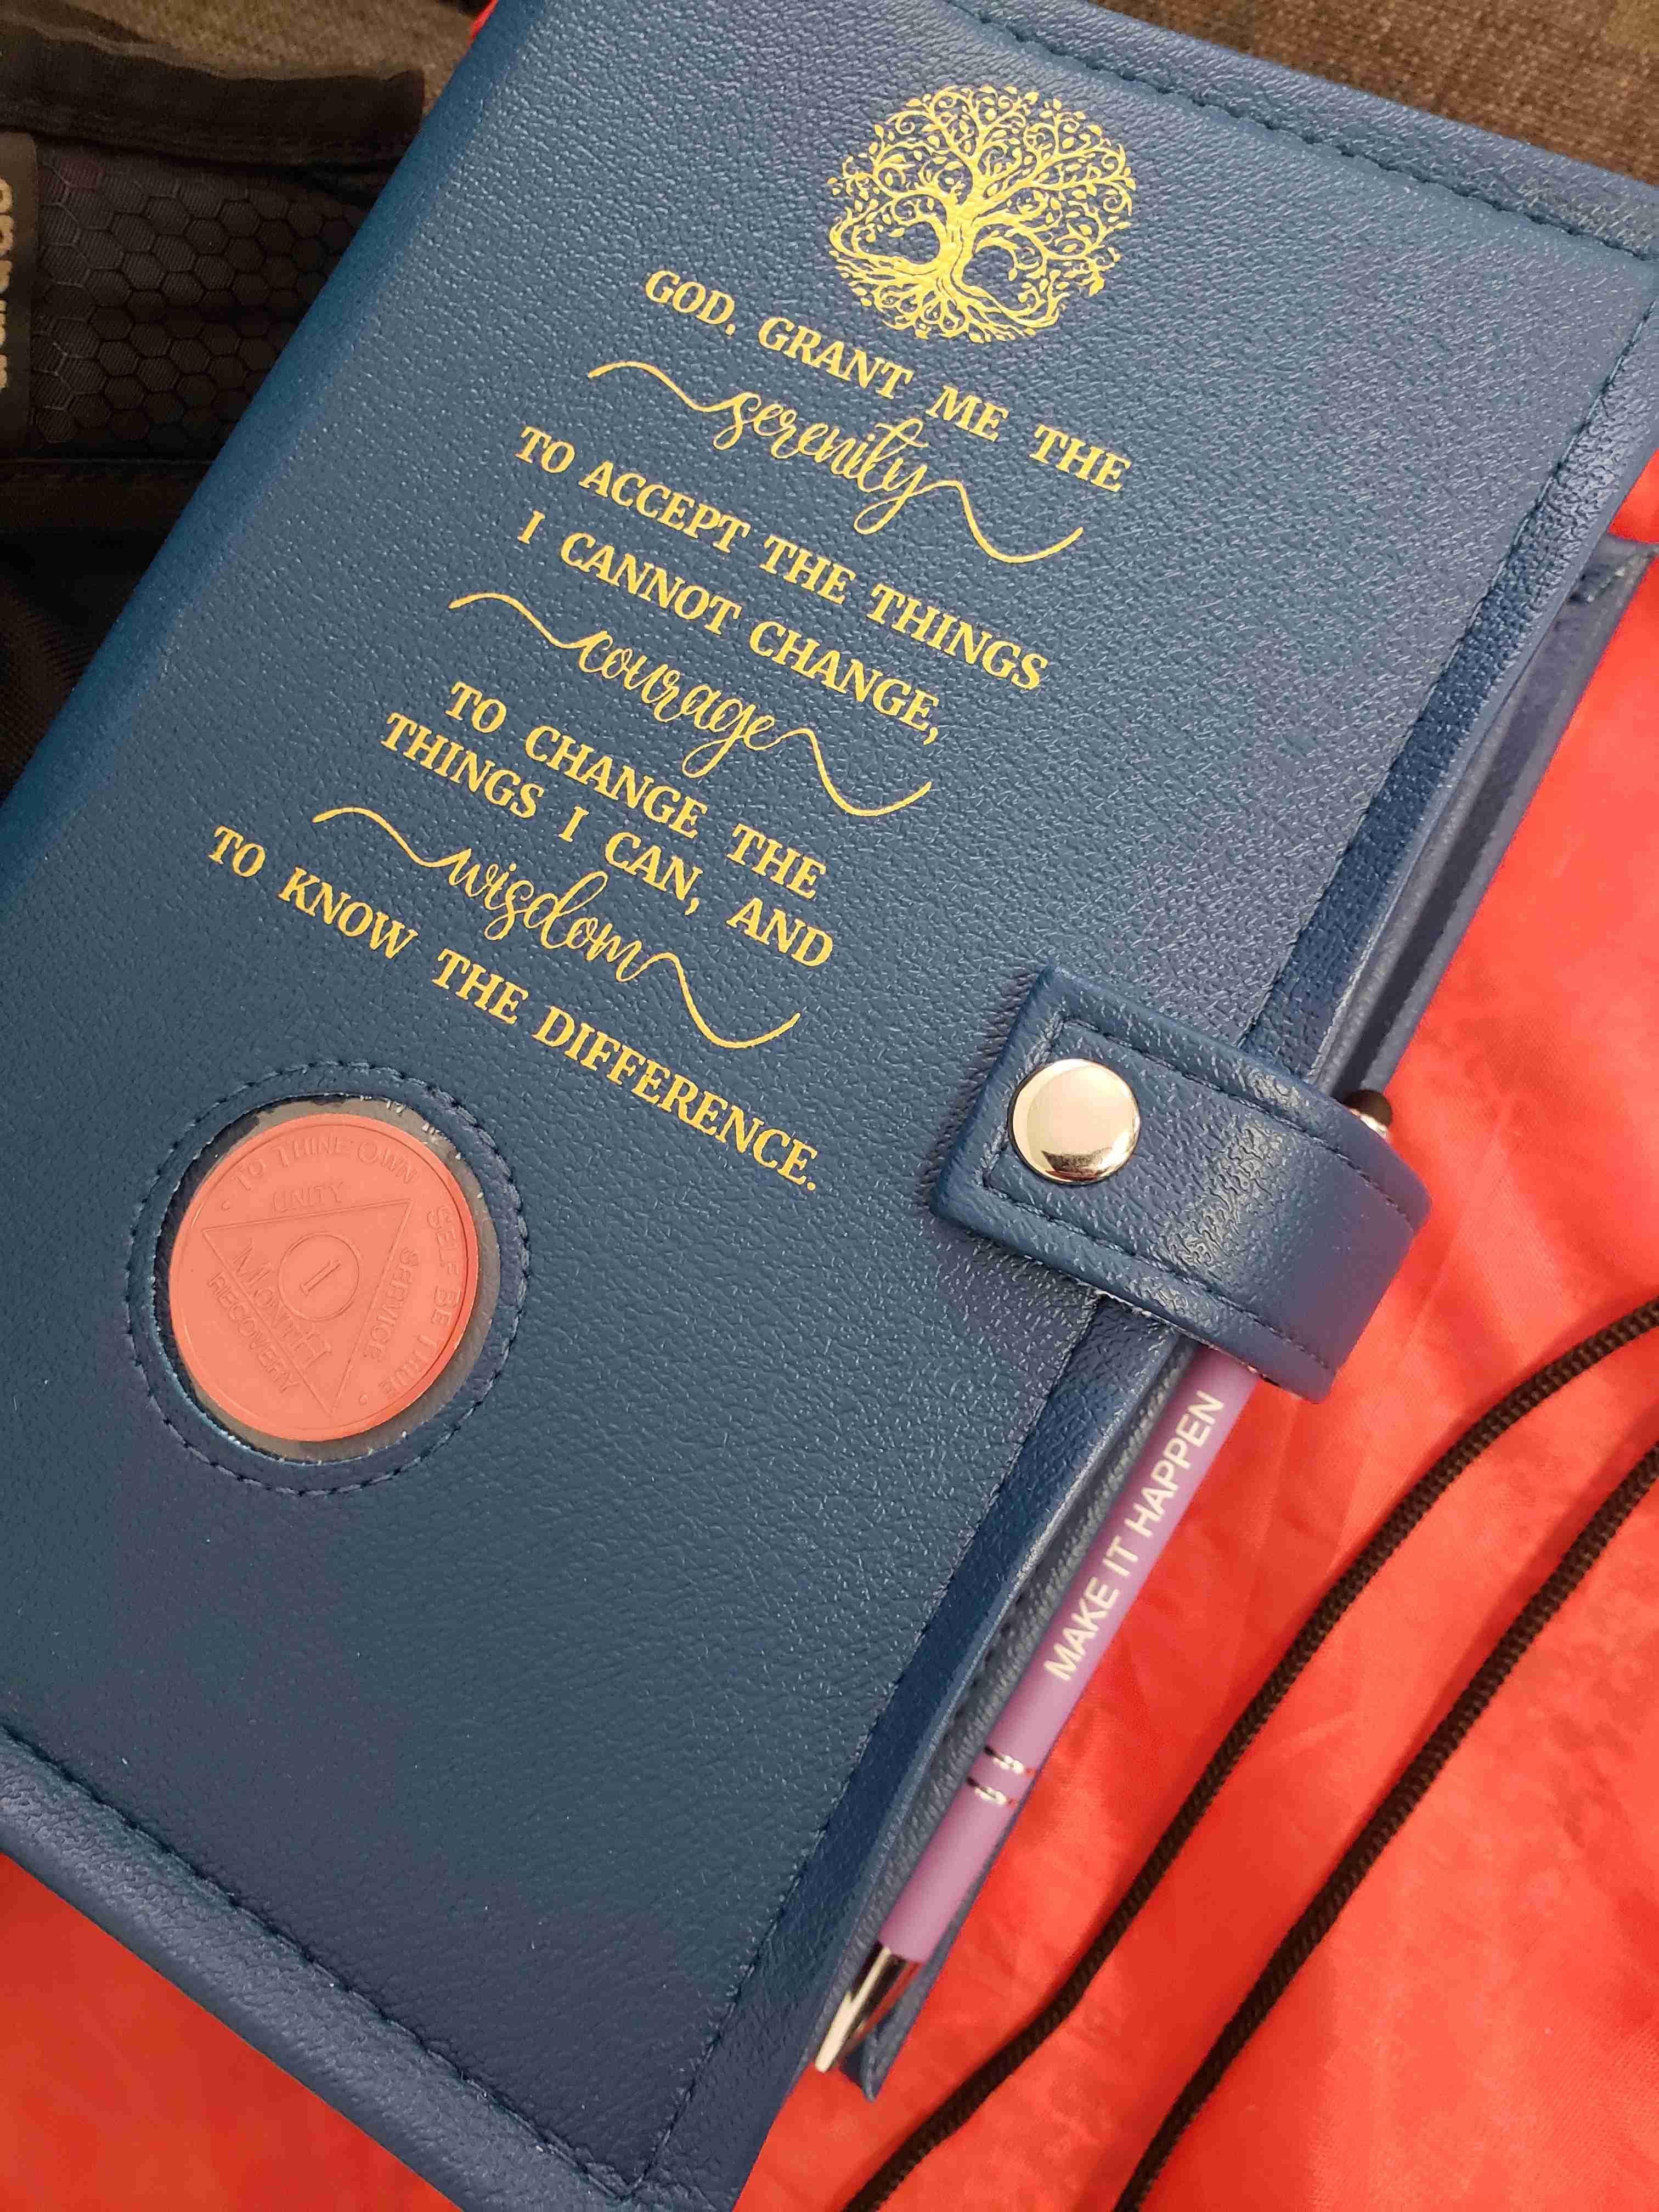 GOD, GRANT ME THE
serenity
TO ACCEPT THE THINGS
I CANNOT CHANGE,
courage
TO CHANGE THE
THINGS I CAN, AND
wisdom
TO KNOW THE DIFFERENCE.
TO THINE OWN SELF BE TRUE
UNITY
SERVICE
RECOVERY
1
MONTH
MAKE IT HAPPEN